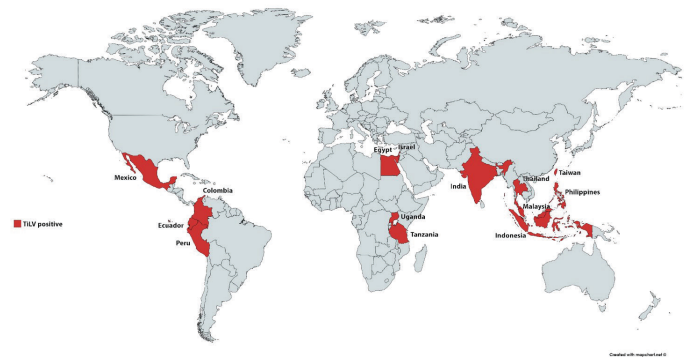 Egypt
Israel
Mexico
Colombia
India
Thailand
Taiwan
Philippines
TiLV positive
Ecuador
Uganda
Malaysia
Peru
Tanzania
Indonesia
Created with mapchart.net ©